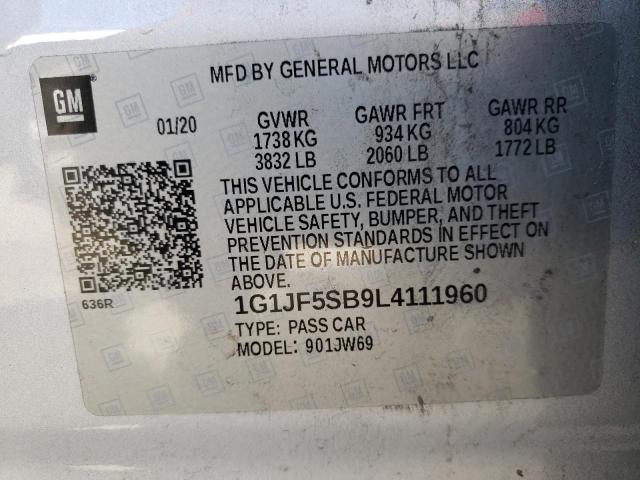 GM
MFD BY GENERAL MOTORS LLC
01/20
GVWR GAWR FRT GAWR RR
1738 KG 934 KG 804 KG
3832 LB 2060 LB 1772 LB
THIS VEHICLE CONFORMS TO ALL
APPLICABLE U.S. FEDERAL MOTOR
VEHICLE SAFETY, BUMPER, AND THEFT
PREVENTION STANDARDS IN EFFECT ON
THE DATE OF MANUFACTURE SHOWN
ABOVE.
636R
1G1JF5SB9L4111960
TYPE: PASS CAR
MODEL: 901JW69